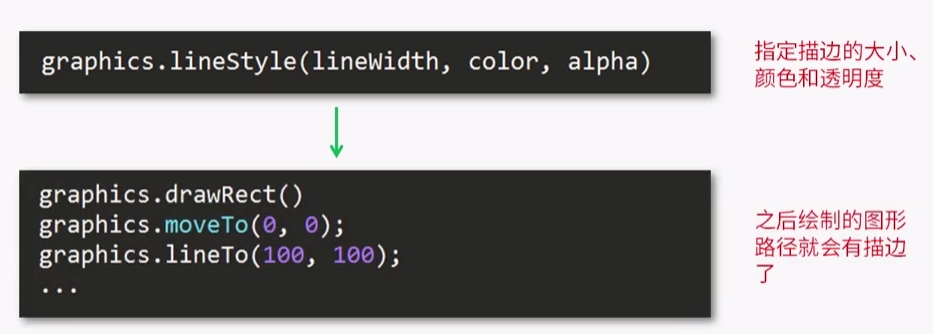 graphics.lineStyle(lineWidth, color, alpha)
指定描边的大小、
颜色和透明度
graphics.drawRect()
graphics.moveTo(0, 0);
graphics.lineTo(100, 100);
...
之后绘制的图形
路径就会有描边
了